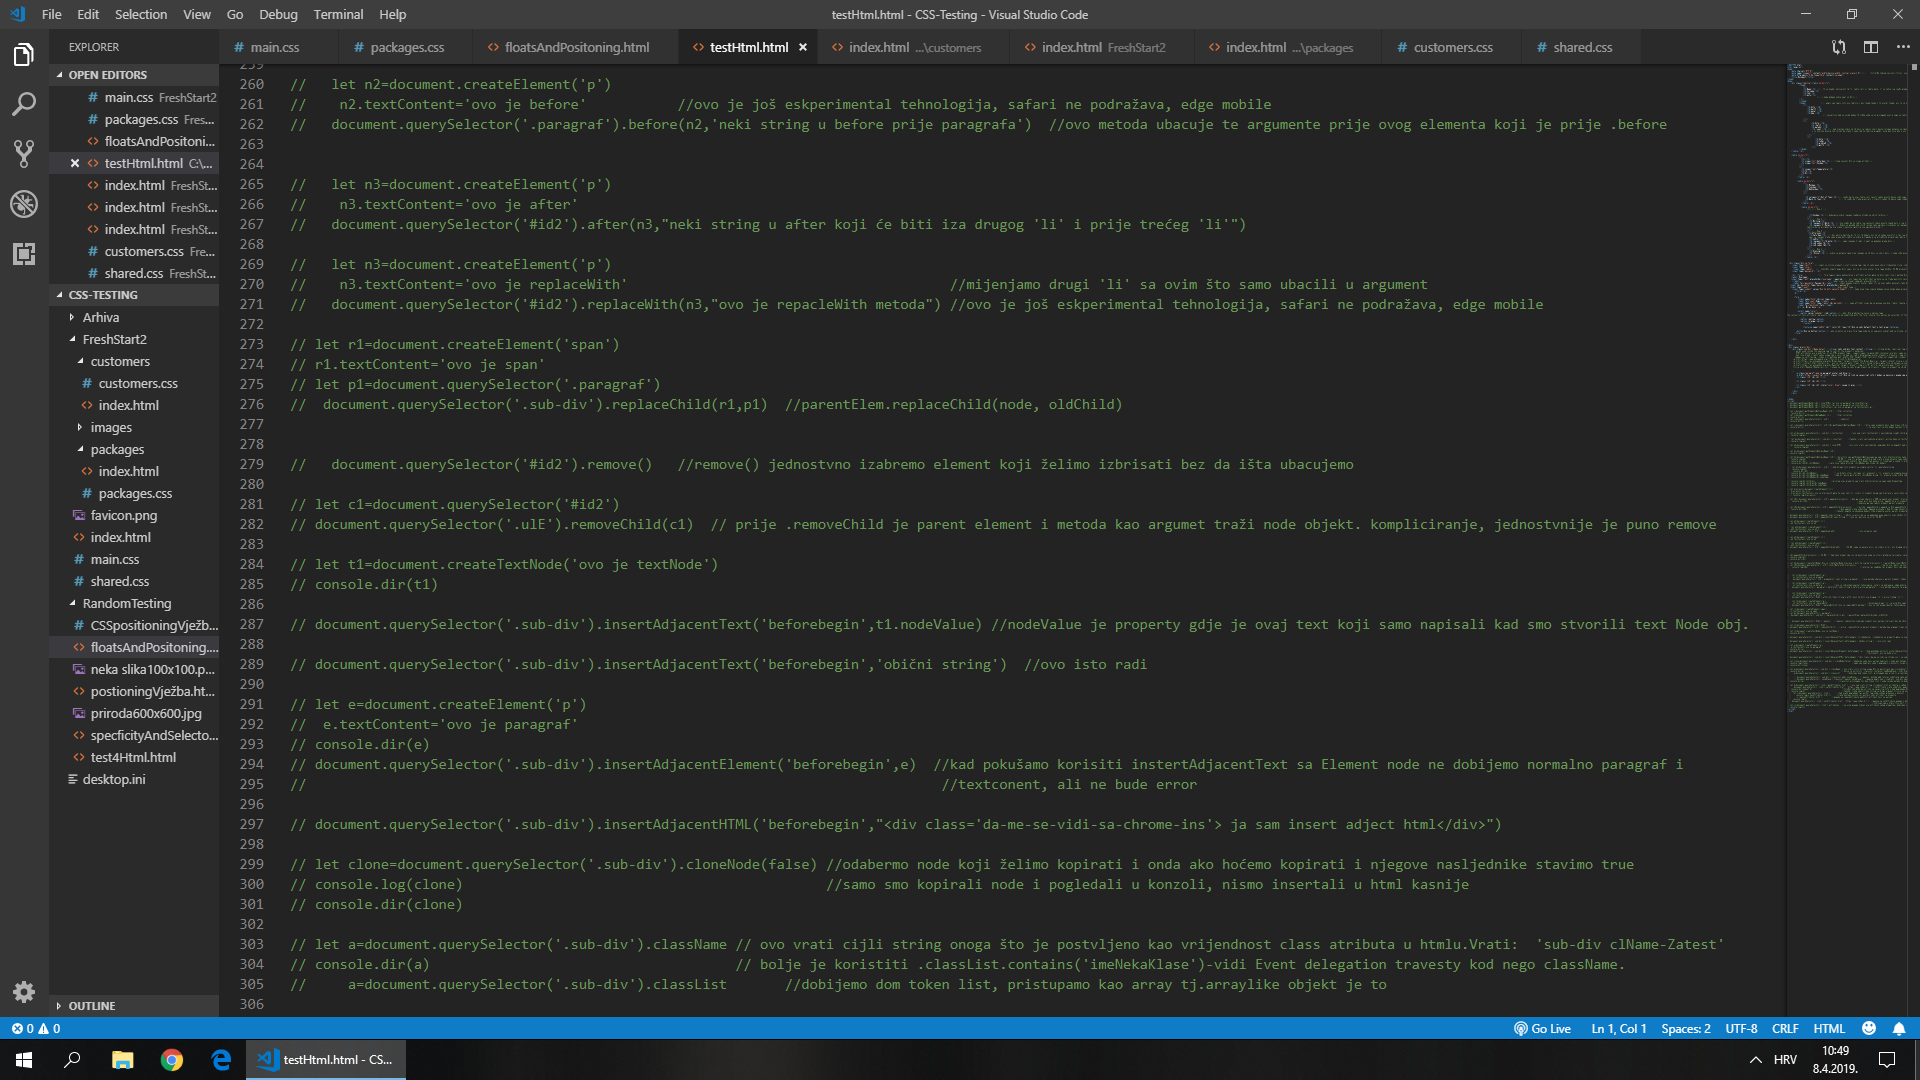 File Edit Selection View Go Debug Terminal Help
testHtml.html - CSS-Testing - Visual Studio Code
EXPLORER
# main.css
# packages.css
<> floatsAndPositoning.html
<> testHtml.html ×
<> index.html ...\customers
<> index.html FreshStart2
<> index.html ...\packages
# customers.css
# shared.css
OPEN EDITORS
# main.css FreshStart2
# packages.css Fres...
<> floatsAndPositoni...
× <> testHtml.html C:\...
<> index.html FreshSt...
<> index.html FreshSt...
<> index.html FreshSt...
# customers.css Fre...
# shared.css FreshSt...
CSS-TESTING
Arhiva
FreshStart2
customers
# customers.css
<> index.html
images
packages
<> index.html
# packages.css
favicon.png
<> index.html
# main.css
# shared.css
RandomTesting
# CSSpositioningVježb...
<> floatsAndPositoning....
neka slika100x100.p...
<> postioningVježba.ht...
priroda600x600.jpg
<> specficityAndSelecto...
<> test4Html.html
desktop.ini
OUTLINE
259
260 //   let n2=document.createElement('p')
261 //    n2.textContent='ovo je before'           //ovo je još eskperimental tehnologija, safari ne podražava, edge mobile
262 //   document.querySelector('.paragraf').before(n2,'neki string u before prije paragrafa')  //ovo metoda ubacuje te argumente prije ovog elementa koji je prije .before
263
264
265 //   let n3=document.createElement('p')
266 //    n3.textContent='ovo je after'
267 //   document.querySelector('#id2').after(n3,"neki string u after koji će biti iza drugog 'li' i prije trećeg 'li'")
268
269 //   let n3=document.createElement('p')
270 //    n3.textContent='ovo je replaceWith'                                       //mijenjamo drugi 'li' sa ovim što samo ubacili u argument
271 //   document.querySelector('#id2').replaceWith(n3,"ovo je repacleWith metoda") //ovo je još eskperimental tehnologija, safari ne podražava, edge mobile
272
273 // let r1=document.createElement('span')
274 // r1.textContent='ovo je span'
275 // let p1=document.querySelector('.paragraf')
276 //  document.querySelector('.sub-div').replaceChild(r1,p1)  //parentElem.replaceChild(node, oldChild)
277
278
279 //   document.querySelector('#id2').remove()   //remove() jednostvno izabremo element koji želimo izbrisati bez da išta ubacujemo
280
281 // let c1=document.querySelector('#id2')
282 // document.querySelector('.ulE').removeChild(c1)  // prije .removeChild je parent element i metoda kao argumet traži node objekt. kompliciranje, jednostvnije je puno remove
283
284 // let t1=document.createTextNode('ovo je textNode')
285 // console.dir(t1)
286
287 // document.querySelector('.sub-div').insertAdjacentText('beforebegin',t1.nodeValue) //nodeValue je property gdje je ovaj text koji samo napisali kad smo stvorili text Node obj.
288
289 // document.querySelector('.sub-div').insertAdjacentText('beforebegin','obični string')  //ovo isto radi
290
291 // let e=document.createElement('p')
292 //  e.textContent='ovo je paragraf'
293 // console.dir(e)
294 // document.querySelector('.sub-div').insertAdjacentElement('beforebegin',e)  //kad pokušamo korisiti instertAdjacentText sa Element node ne dobijemo normalno paragraf i
295 //                                                                             //textconent, ali ne bude error
296
297 // document.querySelector('.sub-div').insertAdjacentHTML('beforebegin',"<div class='da-me-se-vidi-sa-chrome-ins'> ja sam insert adject html</div>")
298
299 // let clone=document.querySelector('.sub-div').cloneNode(false) //odabermo node koji želimo kopirati i onda ako hoćemo kopirati i njegove nasljednike stavimo true
300 // console.log(clone)                                            //samo smo kopirali node i pogledali u konzoli, nismo insertali u html kasnije
301 // console.dir(clone)
302
303 // let a=document.querySelector('.sub-div').className // ovo vrati cijli string onoga što je postvljeno kao vrijendnost class atributa u htmlu.Vrati:  'sub-div clName-Zatest'
304 // console.dir(a)                                     // bolje je koristiti .classList.contains('imeNekaKlase')-vidi Event delegation travesty kod nego className.
305 //     a=document.querySelector('.sub-div').classList       //dobijemo dom token list, pristupamo kao array tj.arraylike objekt je to
306
0 0
Go Live Ln 1, Col 1 Spaces: 2 UTF-8 CRLF HTML
testHtml.html - CS...
HRV
10:49
8.4.2019.